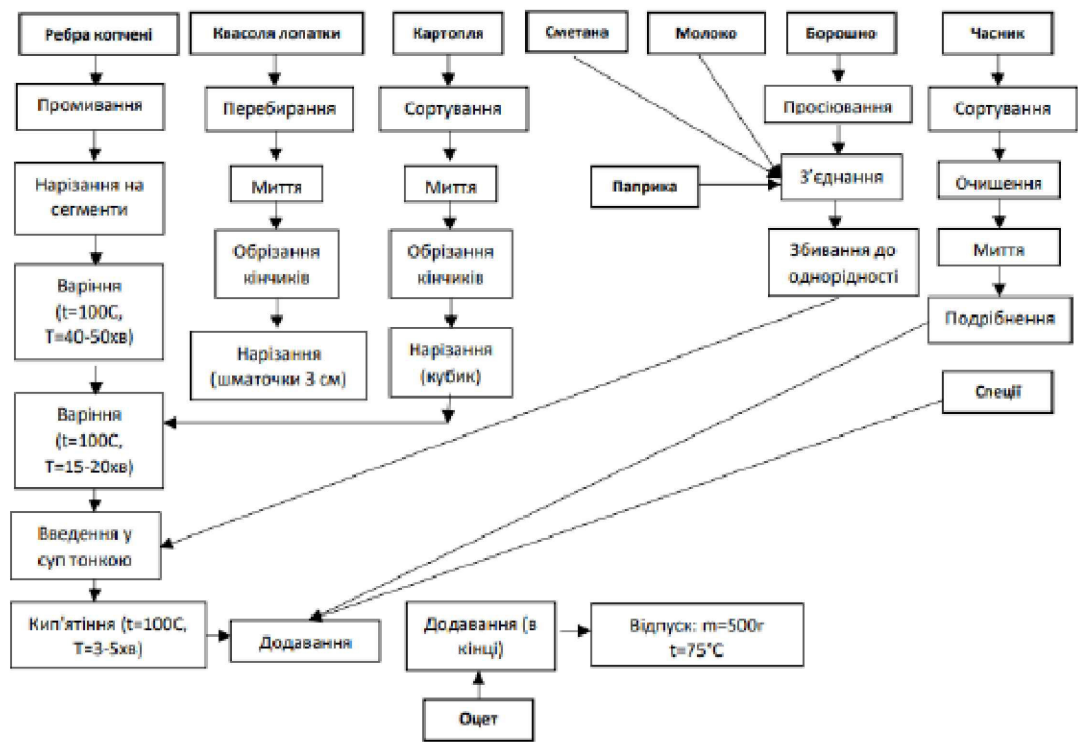 Ребра копчені
Квасоля лопатки
Картопля
Сметана
Молоко
Борошно
Часник
Промивання
Перебирання
Сортування
Просіювання
Сортування
Нарізання на
сегменти
Миття
Миття
Паприка
З'єднання
Очищення
Обрізання
кінчиків
Обрізання
кінчиків
Збивання до
однорідності
Миття
Варіння
(t=100C,
T=40-50хв)
Нарізання
(шматочки 3 см)
Нарізання
(кубик)
Подрібнення
Спеції
Варіння
(t=100C,
T=15-20хв)
Введення у
суп тонкою
Кип'ятіння (t=100C,
T=3-5хв)
Додавання
Додавання (в
кінці)
Відпуск: m=500г
t=75°C
Оцет